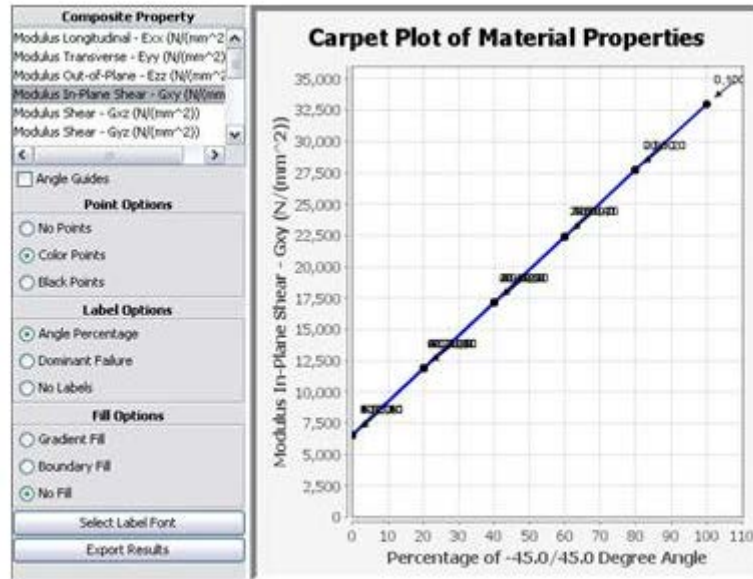 Composite Property
Modulus Longitudinal - Exx (N/(mm^2
Modulus Transverse - Eyy (N/(mm^2
Modulus Out-of-Plane - Ezz (N/(mm^2
Modulus In-Plane Shear - Gxy (N/(mm
Modulus Shear - Gxz (N/(mm^2))
Modulus Shear - Gyz (N/(mm^2))
Angle Guides
Point Options
No Points
Color Points
Black Points
Label Options
Angle Percentage
Dominant Failure
No Labels
Fill Options
Gradient Fill
Boundary Fill
No Fill
Select Label Font
Export Results
Carpet Plot of Material Properties
Modulus In-Plane Shear - Gxy (N/(mm^2))
35,000
32,500
30,000
27,500
25,000
22,500
20,000
17,500
15,000
12,500
10,000
7,500
5,000
2,500
0
0 10 20 30 40 50 60 70 80 90 100 110
Percentage of -45.0/45.0 Degree Angle